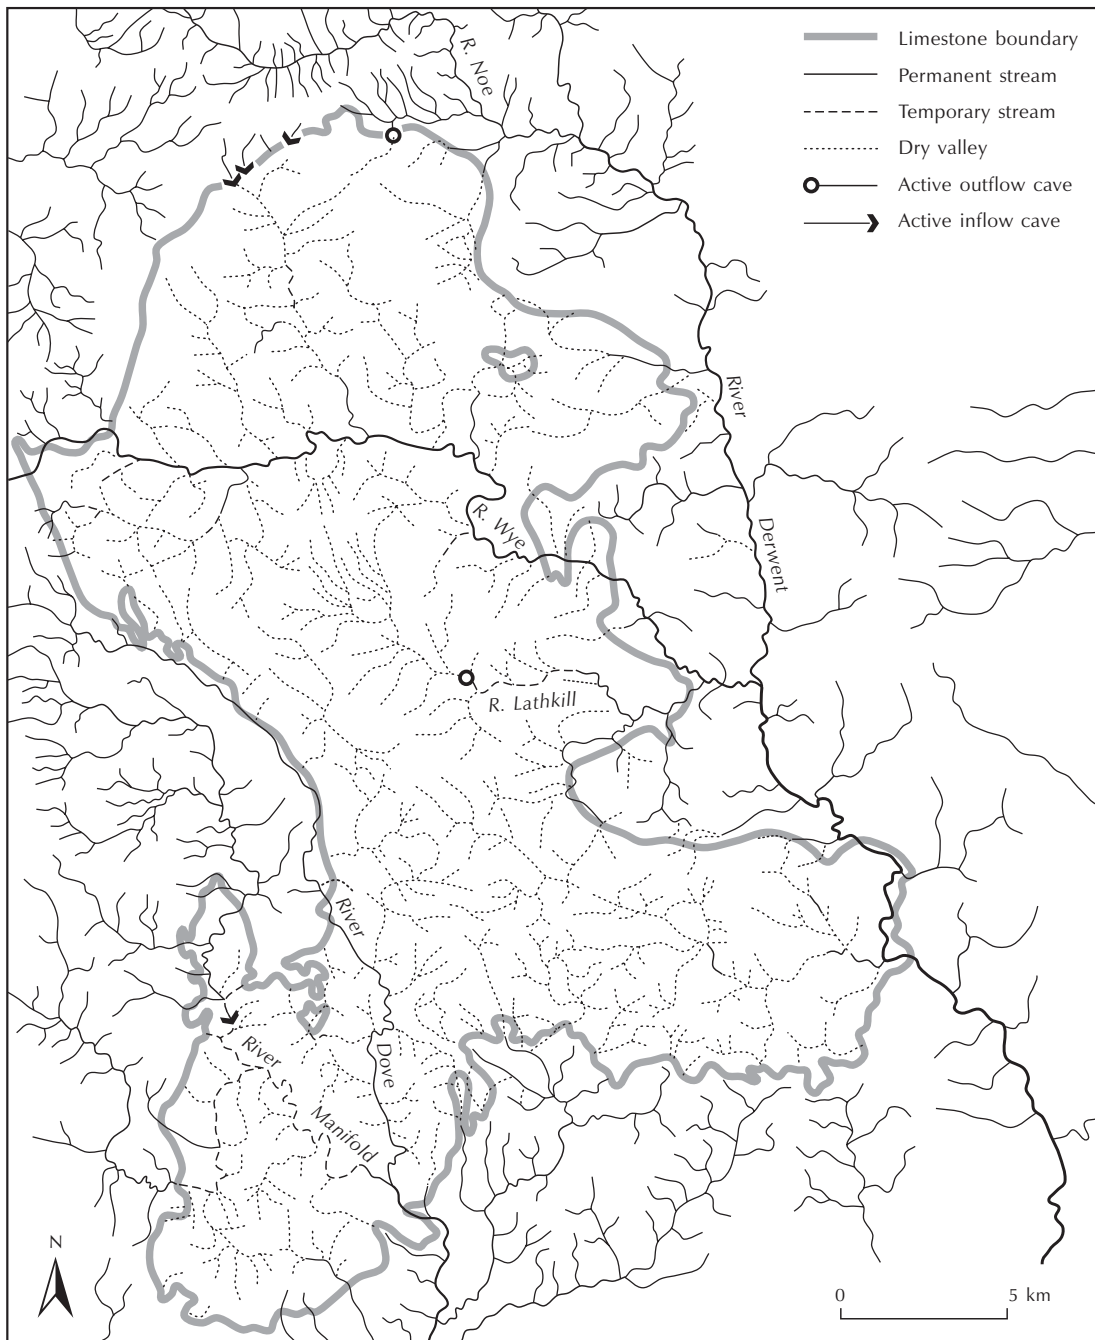 R. Noe
Limestone boundary
Permanent stream
Temporary stream
Dry valley
Active outflow cave
Active inflow cave
River
Derwent
R. Wye
R. Lathkill
River
Dove
River
Manifold
N
0 5 km